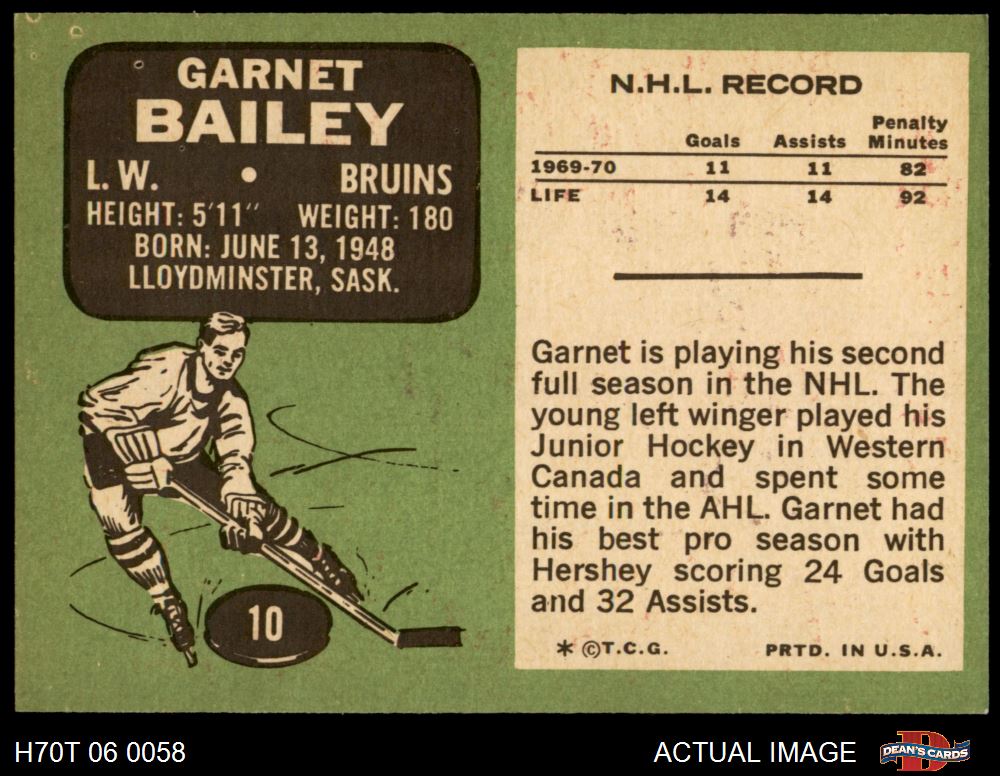 GARNET
BAILEY
L.W. • BRUINS
HEIGHT: 5'11" WEIGHT: 180
BORN: JUNE 13, 1948
LLOYDMINSTER, SASK.
10
N.H.L. RECORD
Goals Assists Penalty Minutes
1969-70 11 11 82
LIFE 14 14 92
Garnet is playing his second
full season in the NHL. The
young left winger played his
Junior Hockey in Western
Canada and spent some
time in the AHL. Garnet had
his best pro season with
Hershey scoring 24 Goals
and 32 Assists.
* ©T.C.G. PRTD. IN U.S.A.
H70T 06 0058 ACTUAL IMAGE DEAN'S CARDS